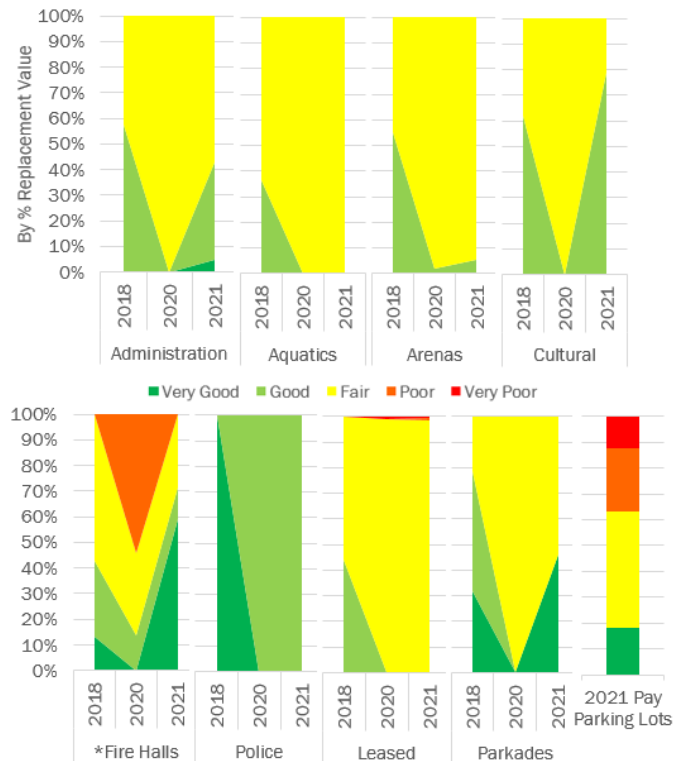 100%
90%
80%
70%
60%
50%
40%
30%
20%
10%
0%
By % Replacement Value
2018 2020 2021 2018 2020 2021 2018 2020 2021 2018 2020 2021
Administration Aquatics Arenas Cultural
Very Good Good Fair Poor Very Poor
100%
90%
80%
70%
60%
50%
40%
30%
20%
10%
0%
2018 2020 2021 2018 2020 2021 2018 2020 2021 2018 2020 2021
2021 Pay
Parking Lots
*Fire Halls Police Leased Parkades